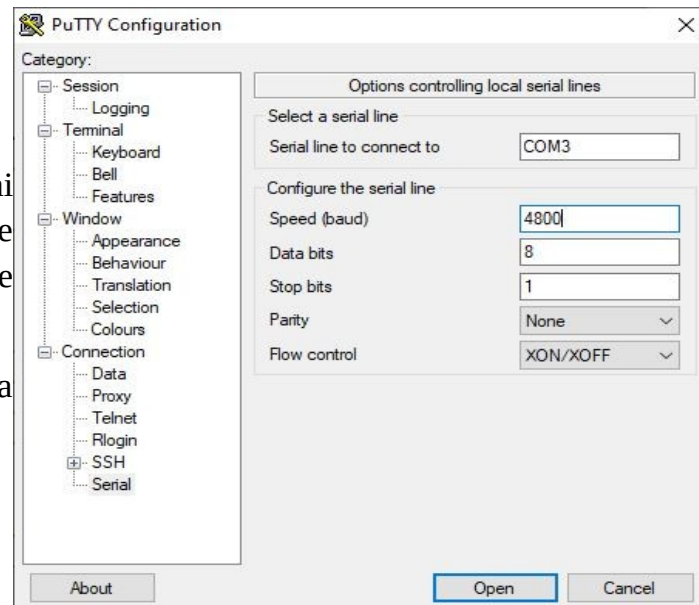 PuTTY Configuration
Category:
Session
Logging
Terminal
Keyboard
Bell
Features
Window
Appearance
Behaviour
Translation
Selection
Colours
Connection
Data
Proxy
Telnet
Rlogin
SSH
Serial
Options controlling local serial lines
Select a serial line
Serial line to connect to COM3
Configure the serial line
Speed (baud) 4800
Data bits 8
Stop bits 1
Parity None
Flow control XON/XOFF
About Open Cancel